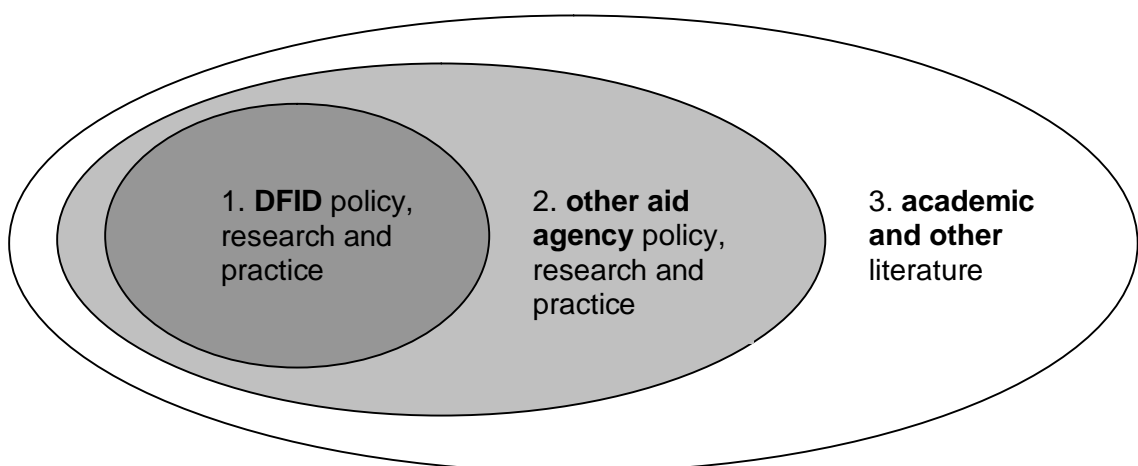 1. DFID policy,
research and
practice
2. other aid
agency policy,
research and
practice
3. academic
and other
literature